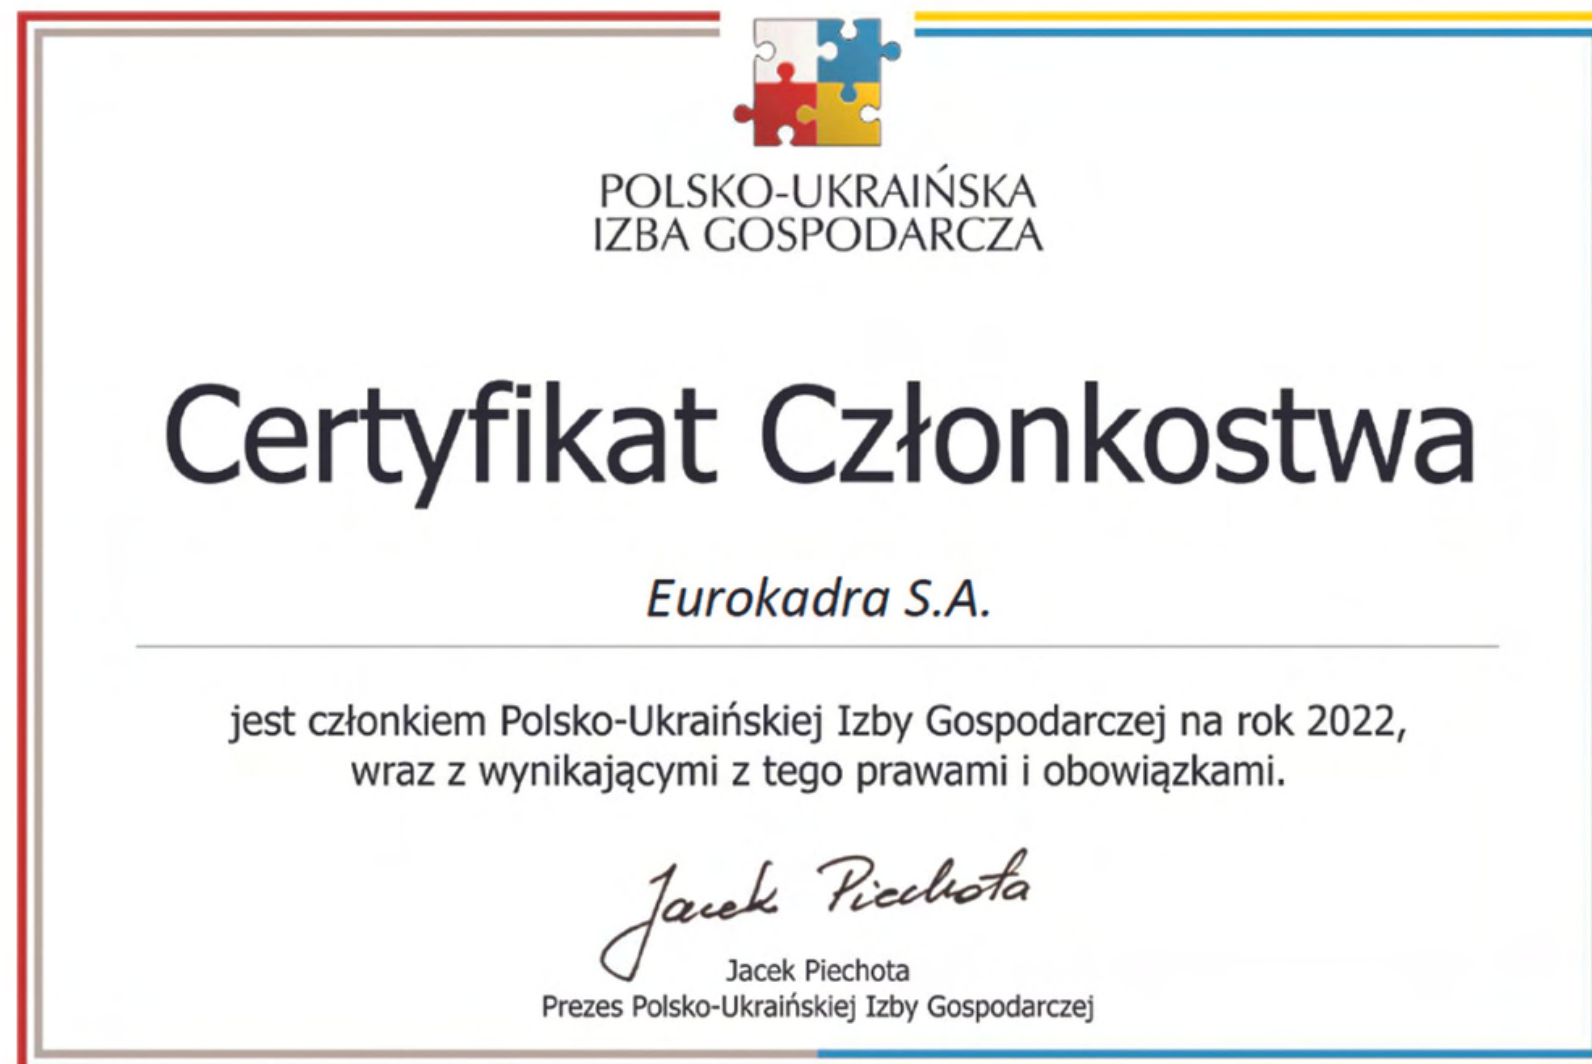 POLSKO-UKRAIŃSKA
IZBA GOSPODARCZA
Certyfikat Członkostwa
Eurokadra S.A.
jest członkiem Polsko-Ukraińskiej Izby Gospodarczej na rok 2022,
wraz z wynikającymi z tego prawami i obowiązkami.
Jacek Piechota
Jacek Piechota
Prezes Polsko-Ukraińskiej Izby Gospodarczej